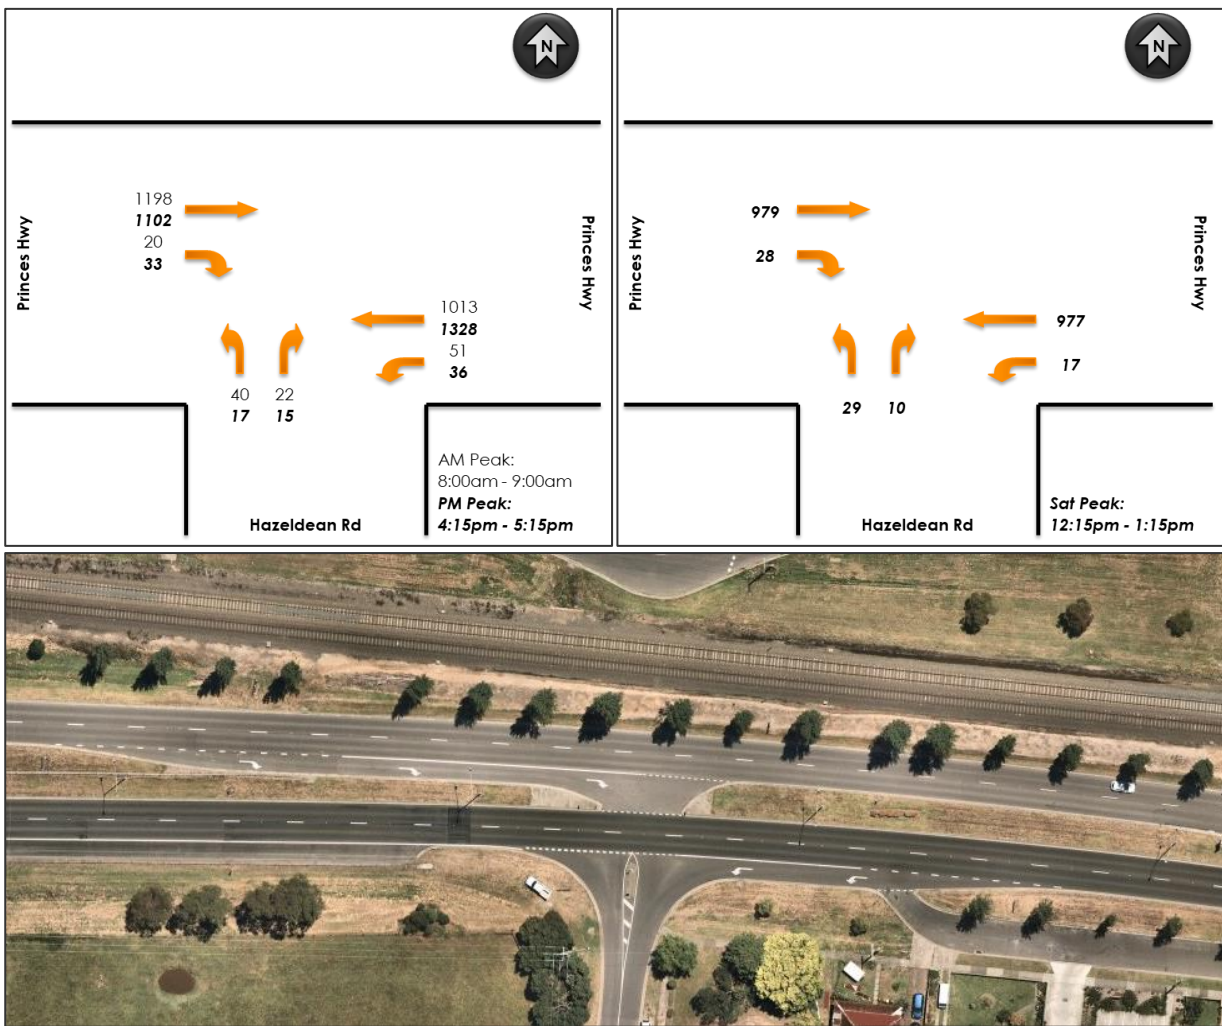 N
1198
1102
20
33
Princes Hwy
Princes Hwy
1013
1328
51
36
40 22
17 15
AM Peak:
8:00am - 9:00am
PM Peak:
4:15pm - 5:15pm
Hazeldean Rd
N
979
28
Princes Hwy
Princes Hwy
977
17
29 10
Sat Peak:
12:15pm - 1:15pm
Hazeldean Rd